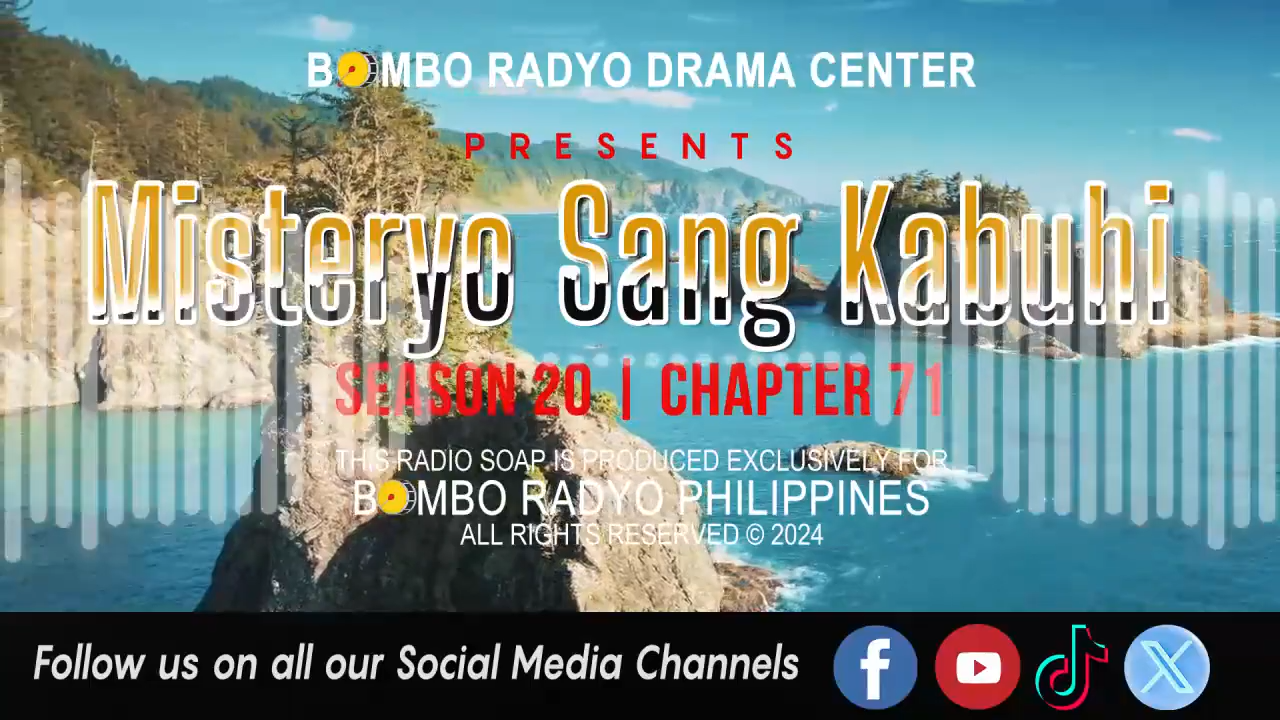 BOMBO RADYO DRAMA CENTER
PRESENTS
Misteryo Sang Kabuhi
SEASON 20 | CHAPTER 71
THIS RADIO SOAP IS PRODUCED EXCLUSIVELY FOR
BOMBO RADYO PHILIPPINES
ALL RIGHTS RESERVED © 2024
Follow us on all our Social Media Channels